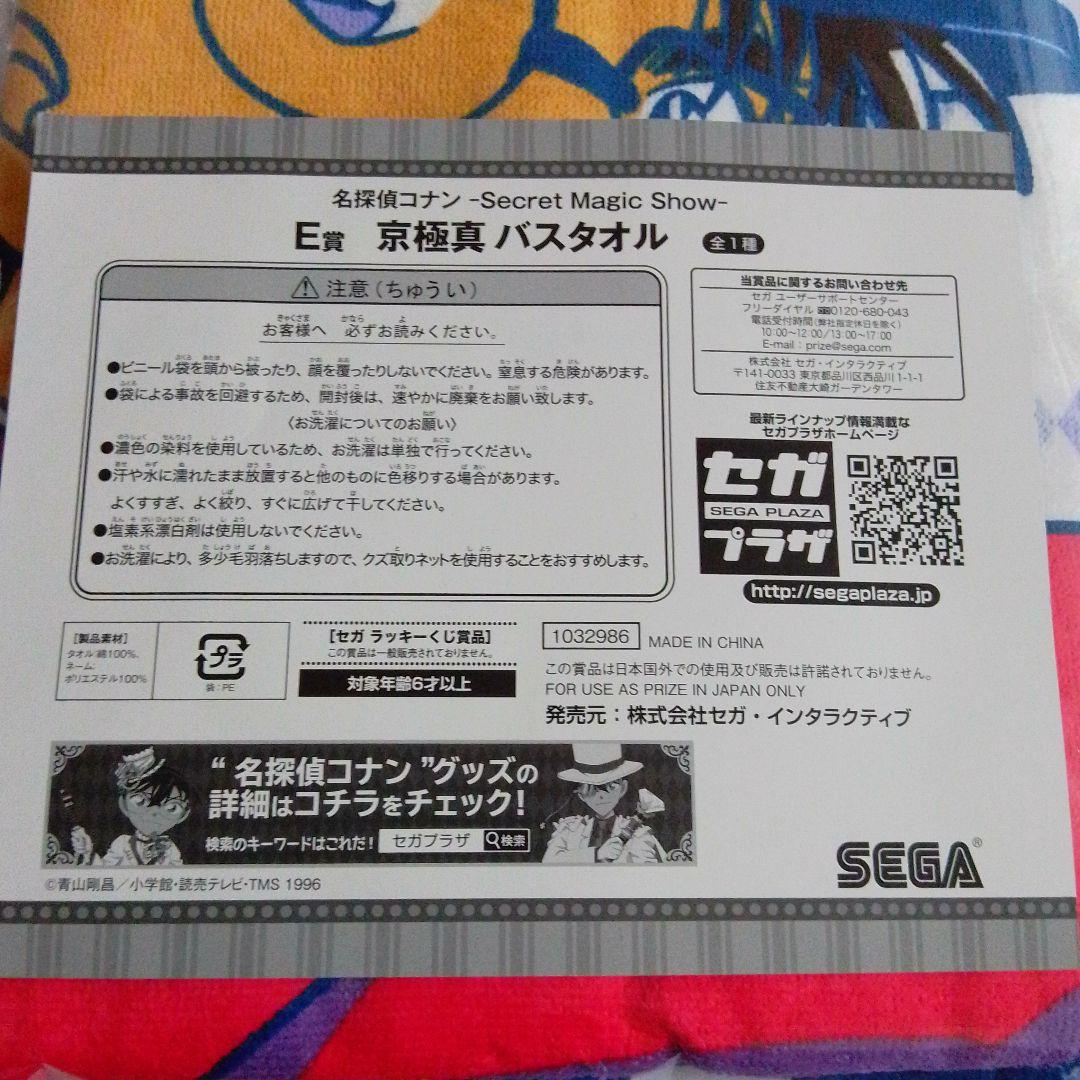 名探偵コナン -Secret Magic Show-
E賞 京極真 バスタオル 全1種
⚠ 注意（ちゅうい）
お客様へ 必ずお読みください。
●ビニール袋を頭から被ったり、顔を覆ったりしないでください。窒息する危険があります。
●袋による事故を回避するため、開封後は、速やかに廃棄をお願い致します。
〈お洗濯についてのお願い〉
●濃色の染料を使用しているため、お洗濯は単独で行ってください。
●汗や水に濡れたまま放置すると他のものに色移りする場合があります。
よくすすぎ、よく絞り、すぐに広げて干してください。
●塩素系漂白剤は使用しないでください。
●お洗濯により、多少毛羽落ちしますので、クズ取りネットを使用することをおすすめします。
当賞品に関するお問い合わせ先
セガ ユーザーサポートセンター
フリーダイヤル 0120-680-043
電話受付時間（弊社指定休日を除く）
10:00~12:00/13:00~17:00
E-mail : prize@sega.com
株式会社 セガ・インタラクティブ
〒141-0033 東京都品川区西品川1-1-1
住友不動産大崎ガーデンタワー
最新ラインナップ情報満載な
セガプラザホームページ
セガ
SEGA PLAZA
プラザ
http://segaplaza.jp
［製品素材］
タオル:綿100%、
ネーム:
ポリエステル100%
プラ
袋:PE
［セガ ラッキーくじ賞品］
この賞品は一般販売されておりません。
対象年齢6才以上
1032986 MADE IN CHINA
この賞品は日本国外での使用及び販売は許諾されておりません。
FOR USE AS PRIZE IN JAPAN ONLY
発売元：株式会社セガ・インタラクティブ
“名探偵コナン”グッズの
詳細はコチラをチェック！
検索のキーワードはこれだ！ セガプラザ 検索
SEGA®
©青山剛昌／小学館・読売テレビ・TMS 1996